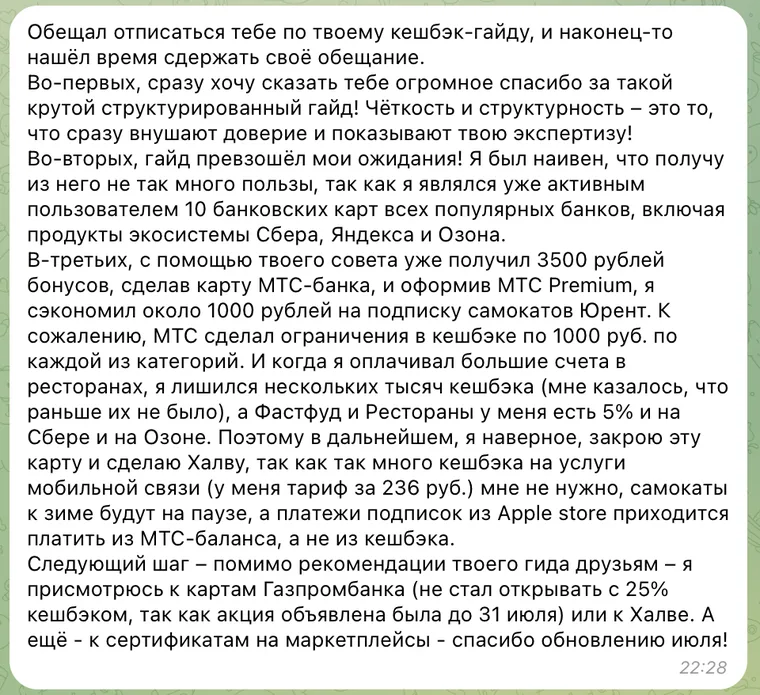 Обещал отписаться тебе по твоему кешбэк-гайду, и наконец-то
нашёл время сдержать своё обещание.
Во-первых, сразу хочу сказать тебе огромное спасибо за такой
крутой структурированный гайд! Чёткость и структурность – это то,
что сразу внушают доверие и показывают твою экспертизу!
Во-вторых, гайд превзошёл мои ожидания! Я был наивен, что получу
из него не так много пользы, так как я являлся уже активным
пользователем 10 банковских карт всех популярных банков, включая
продукты экосистемы Сбера, Яндекса и Озона.
В-третьих, с помощью твоего совета уже получил 3500 рублей
бонусов, сделав карту МТС-банка, и оформив МТС Premium, я
сэкономил около 1000 рублей на подписку самокатов Юрент. К
сожалению, МТС сделал ограничения в кешбэке по 1000 руб. по
каждой из категорий. И когда я оплачивал большие счета в
ресторанах, я лишился нескольких тысяч кешбэка (мне казалось, что
раньше их не было), а Фастфуд и Рестораны у меня есть 5% и на
Сбере и на Озоне. Поэтому в дальнейшем, я наверное, закрою эту
карту и сделаю Халву, так как так много кешбэка на услуги
мобильной связи (у меня тариф за 236 руб.) мне не нужно, самокаты
к зиме будут на паузе, а платежи подписок из Apple store приходится
платить из МТС-баланса, а не из кешбэка.
Следующий шаг – помимо рекомендации твоего гида друзьям – я
присмотрюсь к картам Газпромбанка (не стал открывать с 25%
кешбэком, так как акция объявлена была до 31 июля) или к Халве. А
ещё - к сертификатам на маркетплейсы - спасибо обновлению июля!
22:28